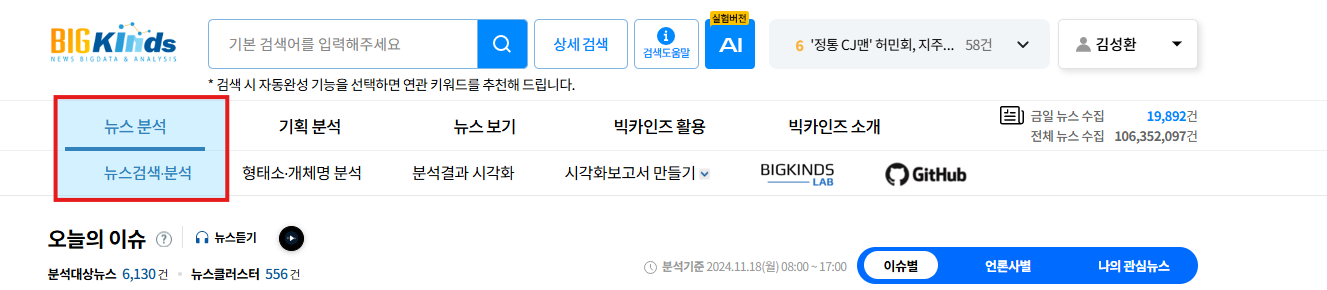 BIGKinds
NEWS BIGDATA & ANALYSIS
기본 검색어를 입력해주세요
상세 검색
검색도움말
실험버전
AI
6 '정통 CJ맨' 허민회, 지주... 58건
김성환
* 검색 시 자동완성 기능을 선택하면 연관 키워드를 추천해 드립니다.
뉴스 분석 기획 분석 뉴스 보기 빅카인즈 활용 빅카인즈 소개
금일 뉴스 수집 19,892건
전체 뉴스 수집 106,352,097건
뉴스검색·분석 형태소·개체명 분석 분석결과 시각화 시각화보고서 만들기 BIGKINDS LAB GitHub
오늘의 이슈 ? 뉴스듣기
분석대상뉴스 6,130 건 뉴스클러스터 556 건
분석기준 2024.11.18(월) 08:00 ~ 17:00
이슈별 언론사별 나의 관심뉴스